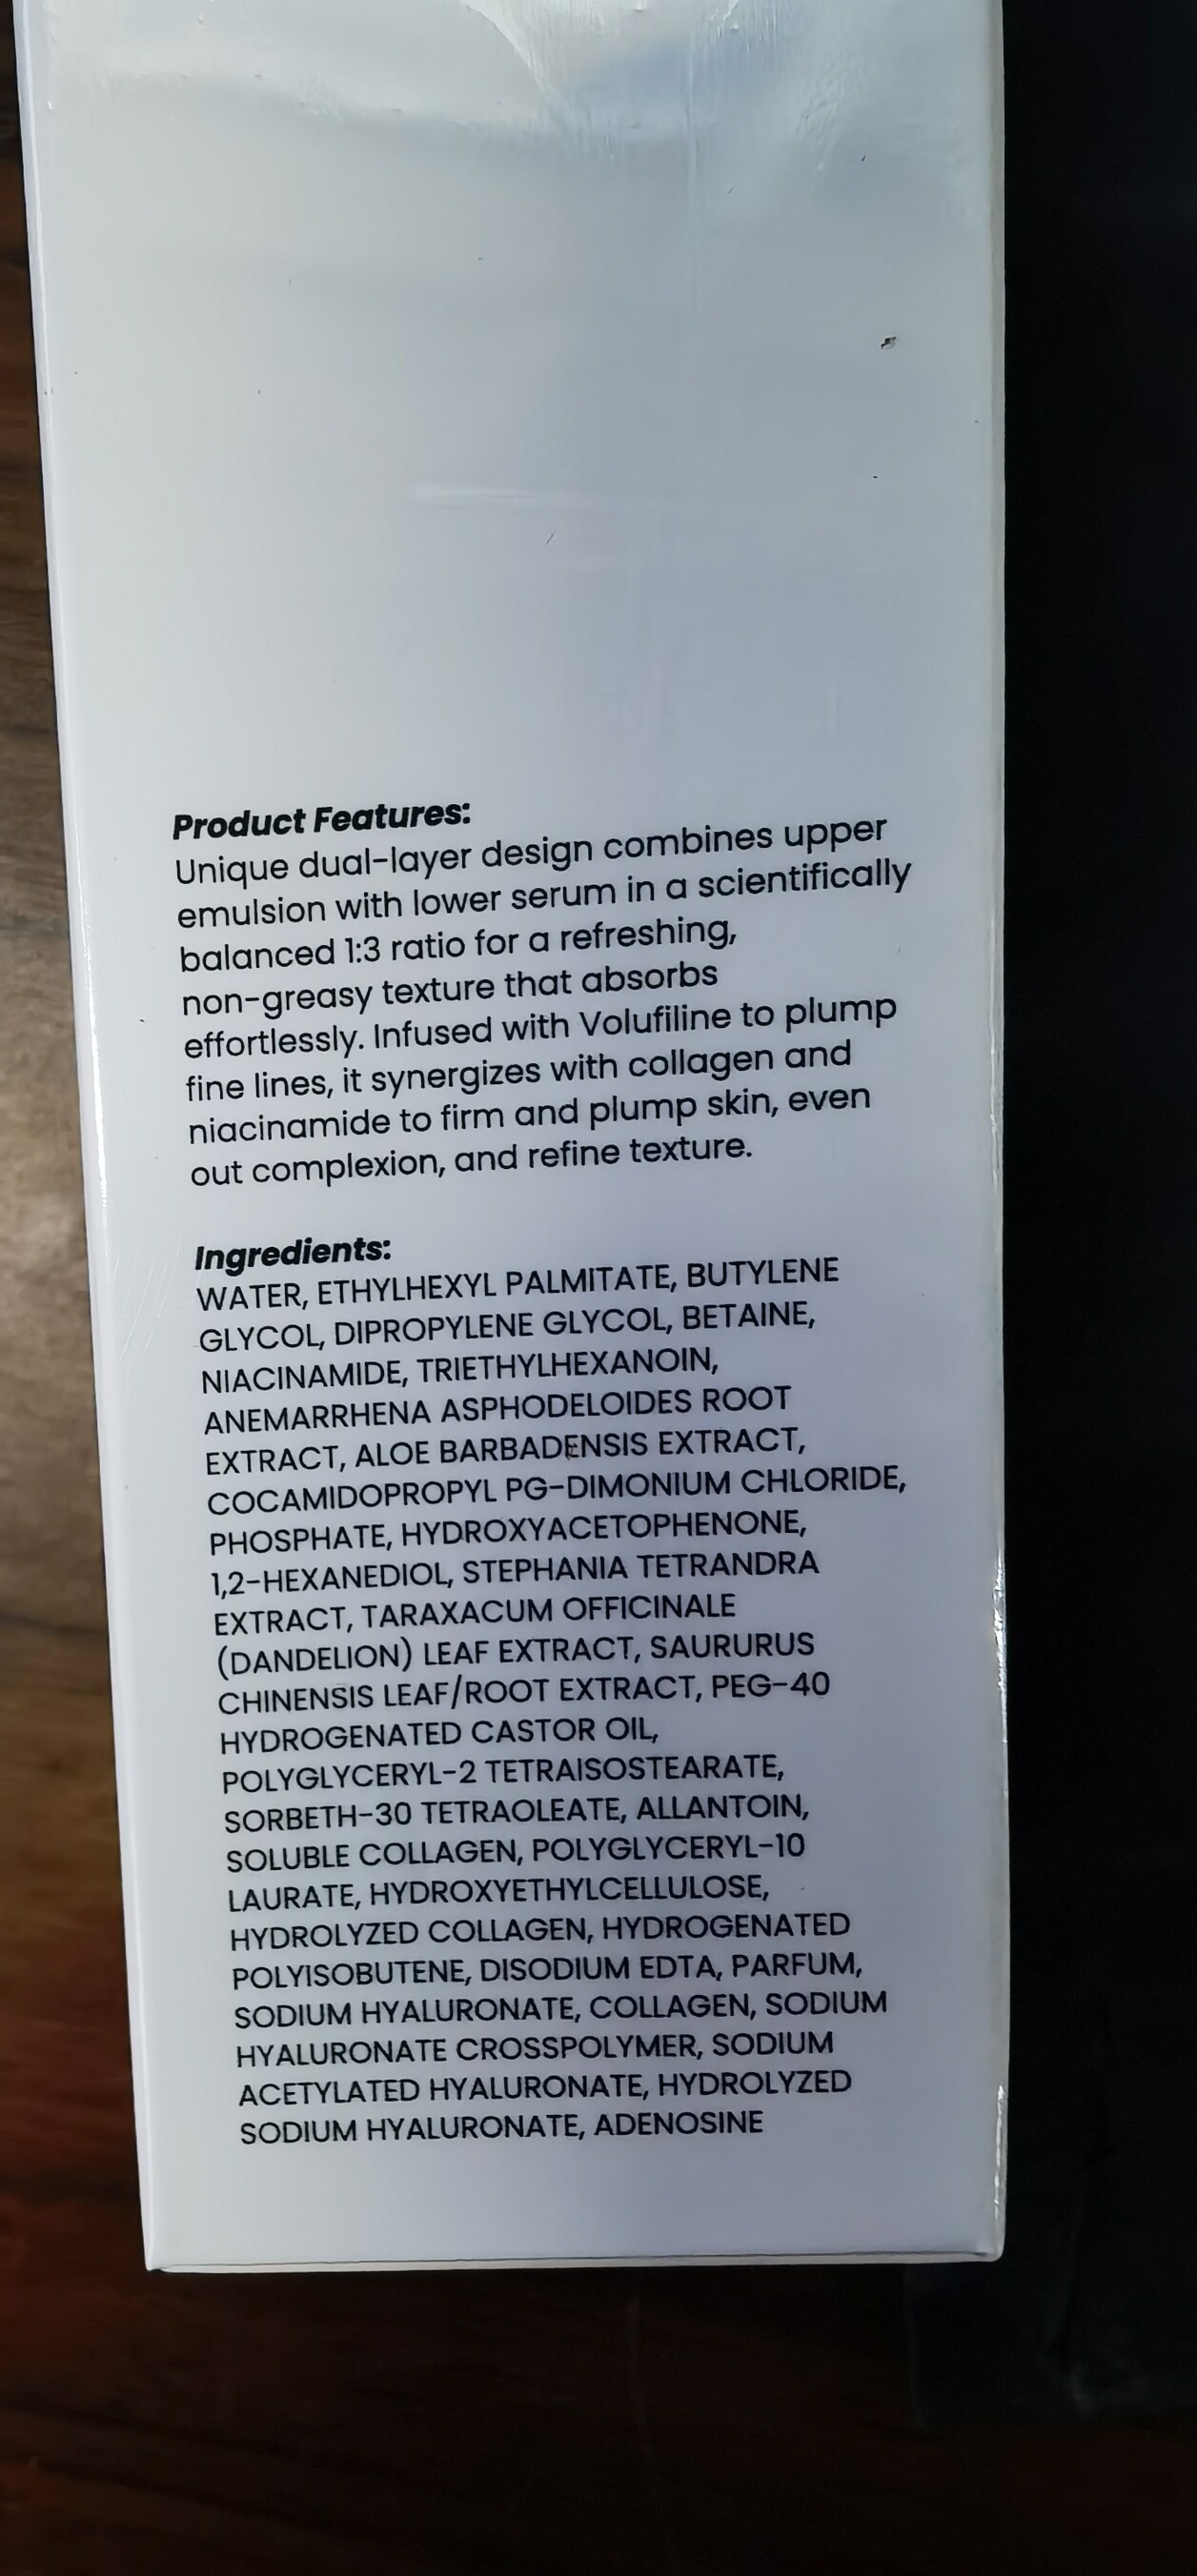 Product Features:
Unique dual-layer design combines upper
emulsion with lower serum in a scientifically
balanced 1:3 ratio for a refreshing,
non-greasy texture that absorbs
effortlessly. Infused with Volufiline to plump
fine lines, it synergizes with collagen and
niacinamide to firm and plump skin, even
out complexion, and refine texture.
Ingredients:
WATER, ETHYLHEXYL PALMITATE, BUTYLENE
GLYCOL, DIPROPYLENE GLYCOL, BETAINE,
NIACINAMIDE, TRIETHYLHEXANOIN,
ANEMARRHENA ASPHODELOIDES ROOT
EXTRACT, ALOE BARBADENSIS EXTRACT,
COCAMIDOPROPYL PG-DIMONIUM CHLORIDE,
PHOSPHATE, HYDROXYACETOPHENONE,
1,2-HEXANEDIOL, STEPHANIA TETRANDRA
EXTRACT, TARAXACUM OFFICINALE
(DANDELION) LEAF EXTRACT, SAURURUS
CHINENSIS LEAF/ROOT EXTRACT, PEG-40
HYDROGENATED CASTOR OIL,
POLYGLYCERYL-2 TETRAISOSTEARATE,
SORBETH-30 TETRAOLEATE, ALLANTOIN,
SOLUBLE COLLAGEN, POLYGLYCERYL-10
LAURATE, HYDROXYETHYLCELLULOSE,
HYDROLYZED COLLAGEN, HYDROGENATED
POLYISOBUTENE, DISODIUM EDTA, PARFUM,
SODIUM HYALURONATE, COLLAGEN, SODIUM
HYALURONATE CROSSPOLYMER, SODIUM
ACETYLATED HYALURONATE, HYDROLYZED
SODIUM HYALURONATE, ADENOSINE